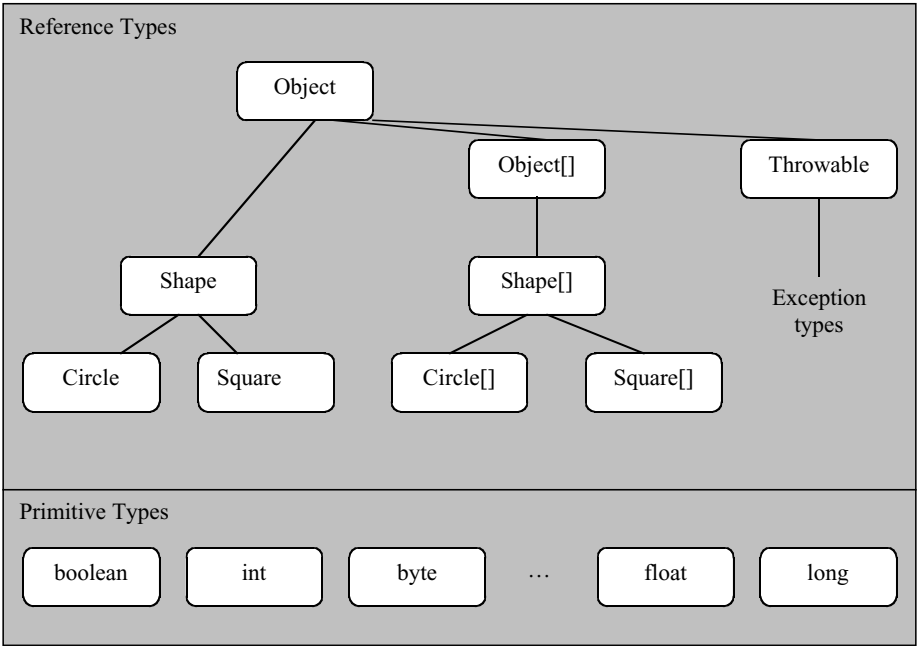 Reference Types
Object
Object[]
Throwable
Shape
Shape[]
Exception
types
Circle
Square
Circle[]
Square[]
Primitive Types
boolean
int
byte
…
float
long